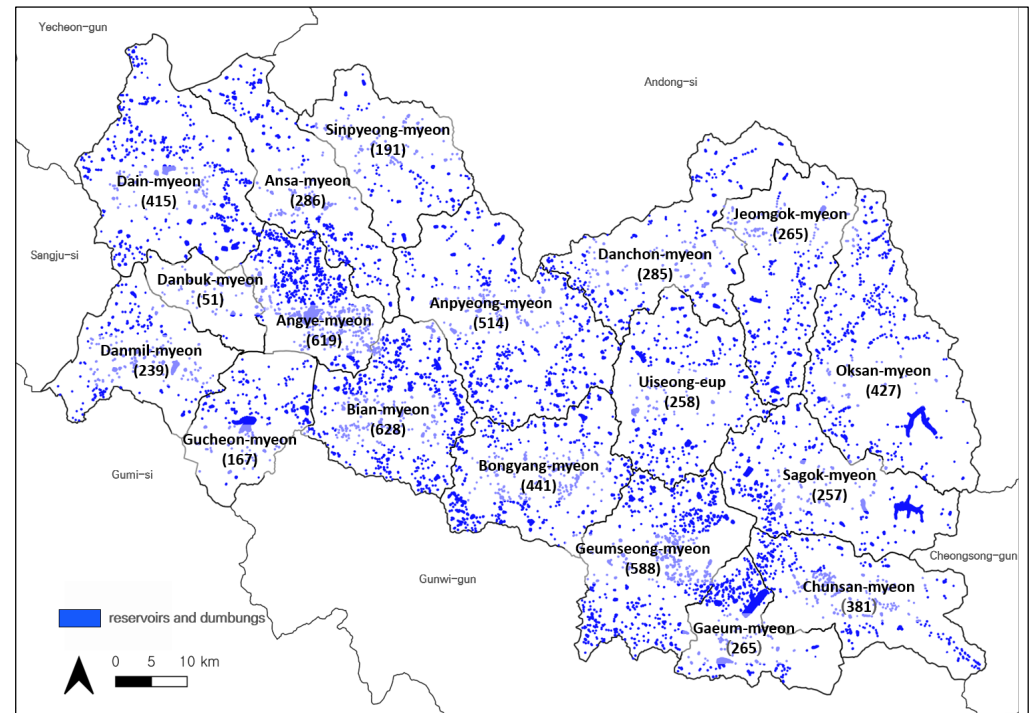 Yecheon-gun
Andong-si
Sinpyeong-myeon
(191)
Dain-myeon
(415)
Ansa-myeon
(286)
Jeomgok-myeon
(265)
Sangju-si
Danchon-myeon
(285)
Danbuk-myeon
(51)
Anpyeong-myeon
(514)
Angye-myeon
(619)
Danmil-myeon
(239)
Oksan-myeon
(427)
Uiseong-eup
(258)
Bian-myeon
(628)
Gucheon-myeon
(167)
Gumi-si
Bongyang-myeon
(441)
Sagok-myeon
(257)
Geumseong-myeon
(588)
Cheongsong-gun
Gunwi-gun
Chunsan-myeon
(381)
reservoirs and dumbungs
Gaeum-myeon
(265)
0 5 10 km